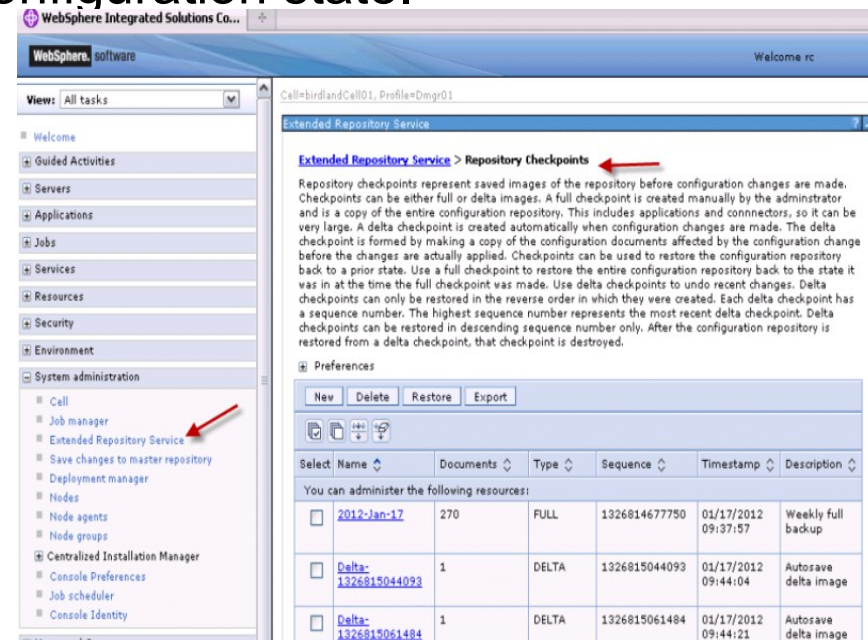 onfiguration state.
WebSphere Integrated Solutions Co...
WebSphere. software
Welcome rc
View: All tasks
Welcome
Guided Activities
Servers
Applications
Jobs
Services
Resources
Security
Environment
System administration
Cell
Job manager
Extended Repository Service
Save changes to master repository
Deployment manager
Nodes
Node agents
Node groups
Centralized Installation Manager
Console Preferences
Job scheduler
Console Identity
Cell=birdlandCell01, Profile=Dmgr01
Extended Repository Service
?
Extended Repository Service > Repository Checkpoints
Repository checkpoints represent saved images of the repository before configuration changes are made.
Checkpoints can be either full or delta images. A full checkpoint is created manually by the adminstrator
and is a copy of the entire configuration repository. This includes applications and connnectors, so it can be
very large. A delta checkpoint is created automatically when configuration changes are made. The delta
checkpoint is formed by making a copy of the configuration documents affected by the configuration change
before the changes are actually applied. Checkpoints can be used to restore the configuration repository
back to a prior state. Use a full checkpoint to restore the entire configuration repository back to the state it
was in at the time the full checkpoint was made. Use delta checkpoints to undo recent changes. Delta
checkpoints can only be restored in the reverse order in which they were created. Each delta checkpoint has
a sequence number. The highest sequence number represents the most recent delta checkpoint. Delta
checkpoints can be restored in descending sequence number only. After the configuration repository is
restored from a delta checkpoint, that checkpoint is destroyed.
Preferences
New Delete Restore Export
Select Name Documents Type Sequence Timestamp Description
You can administer the following resources:
2012-Jan-17 270 FULL 1326814677750 01/17/2012 09:37:57 Weekly full backup
Delta-1326815044093 1 DELTA 1326815044093 01/17/2012 09:44:04 Autosave delta image
Delta-1326815061484 1 DELTA 1326815061484 01/17/2012 09:44:21 Autosave delta image